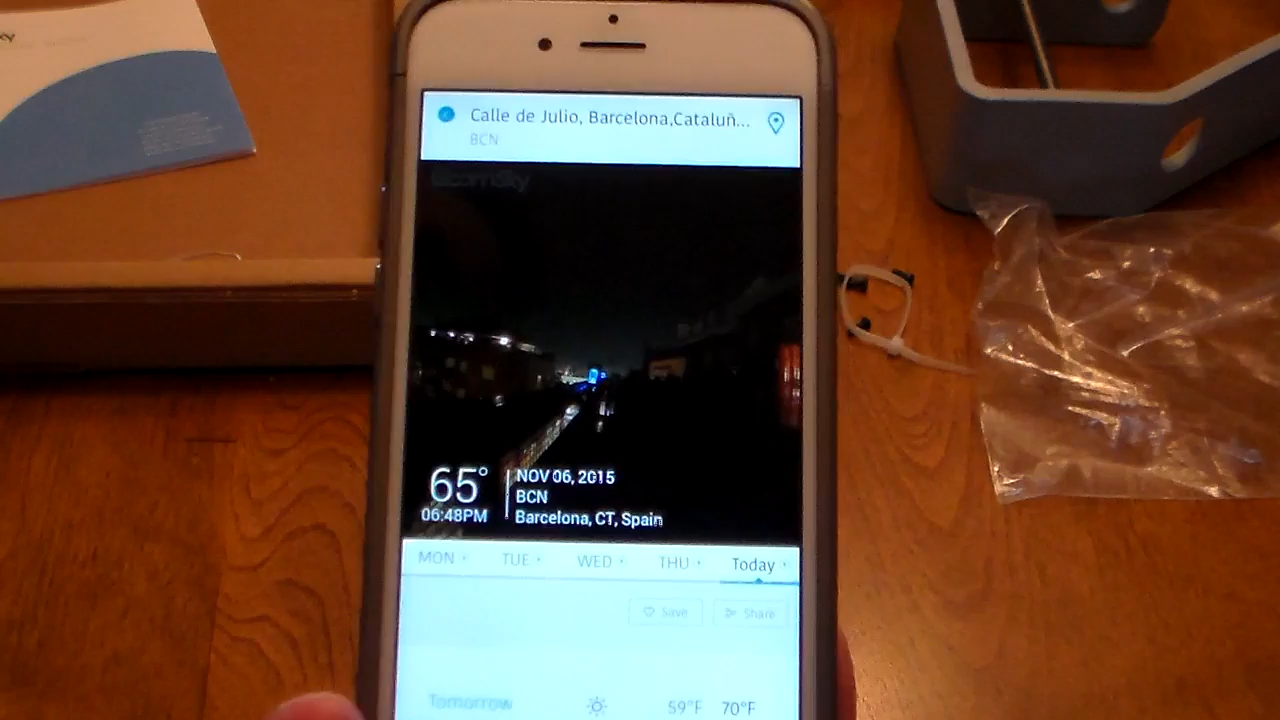 Calle de Julio, Barcelona,Cataluñ...
BCN
65°
06:48PM
NOV 06, 2015
BCN
Barcelona, CT, Spain
MON
TUE
WED
THU
Today
Save
Share
Tomorrow
59°F 70°F